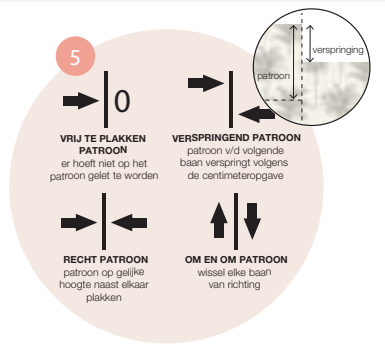 5
patroon
verspringing
0
VRIJ TE PLAKKEN
PATROON
er hoeft niet op het
patroon gelet te worden
VERSPRINGEND PATROON
patroon v/d volgende
baan verspringt volgens
de centimeteropgave
RECHT PATROON
patroon op gelijke
hoogte naast elkaar
plakken
OM EN OM PATROON
wissel elke baan
van richting